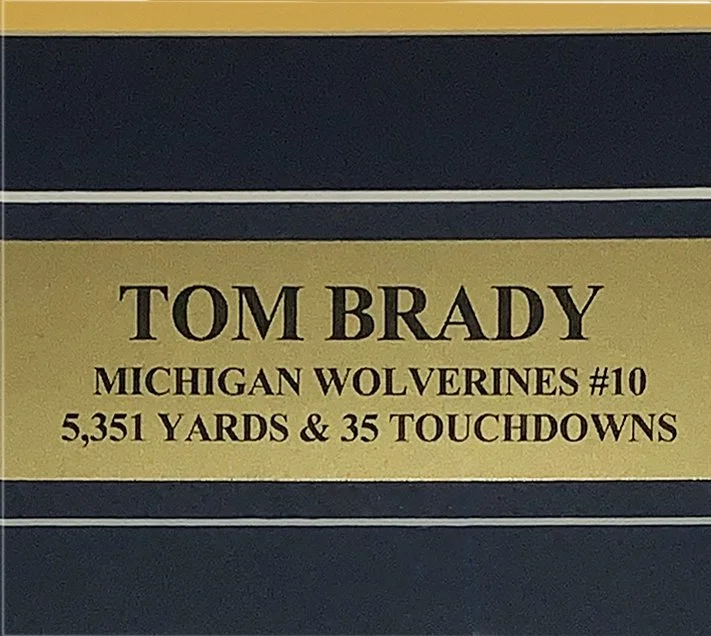 TOM BRADY
MICHIGAN WOLVERINES #10
5,351 YARDS & 35 TOUCHDOWNS